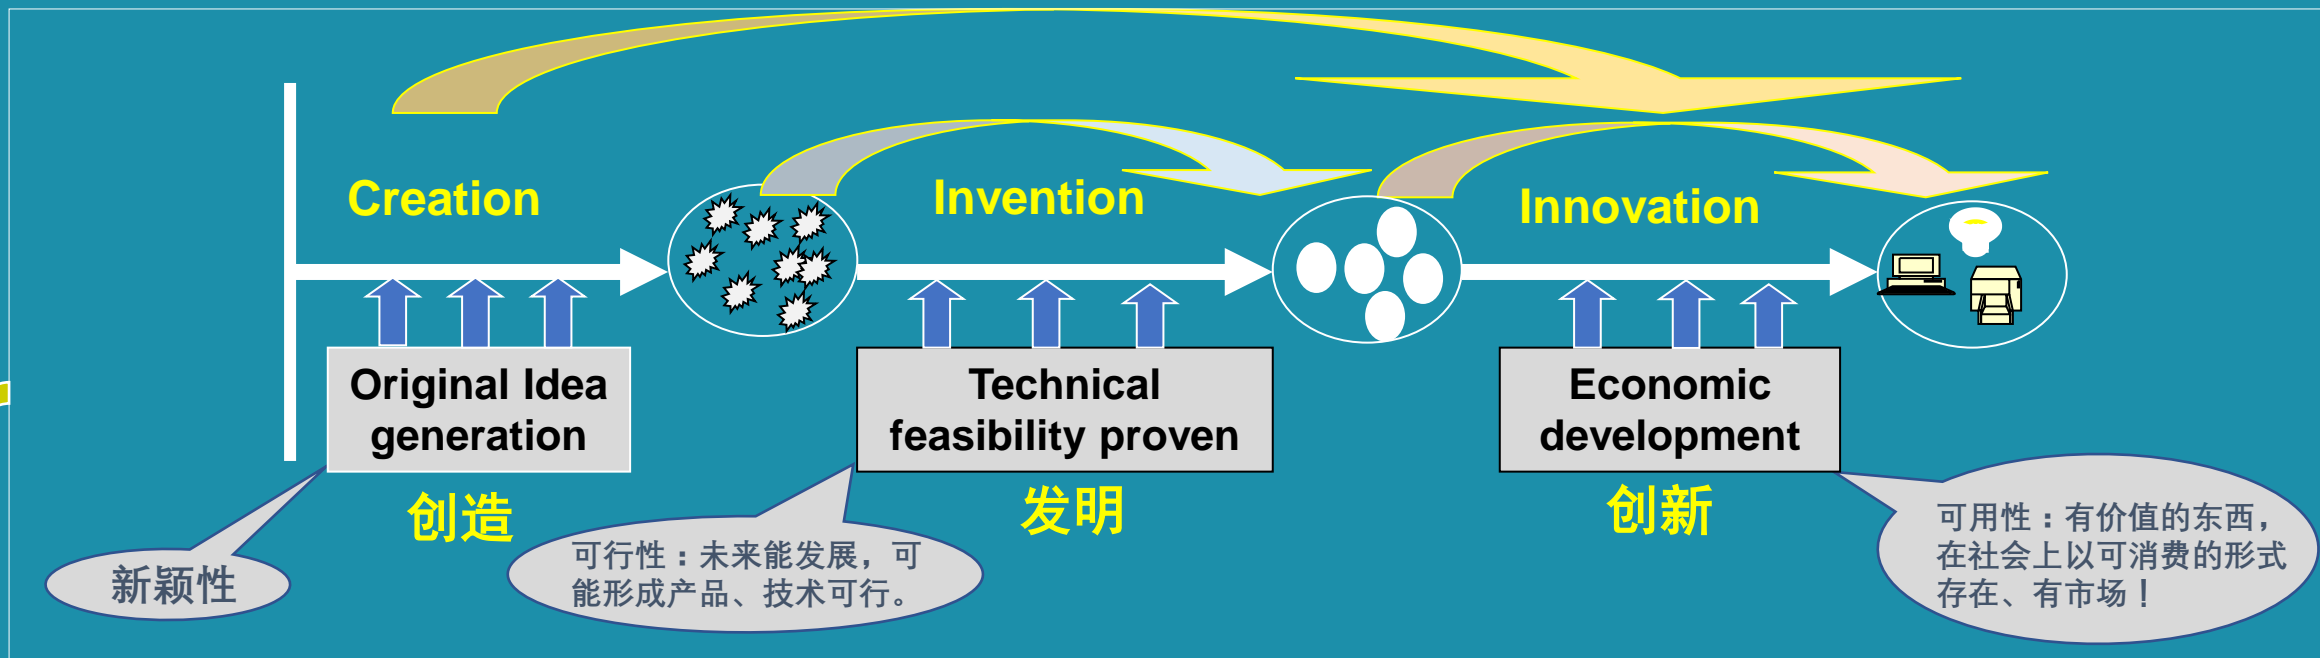 Creation
Invention
Innovation
Original Idea
generation
Technical
feasibility proven
Economic
development
创造
发明
创新
新颖性
可行性：未来能发展，可
能形成产品、技术可行。
可用性：有价值的东西，
在社会上以可消费的形式
存在、有市场！